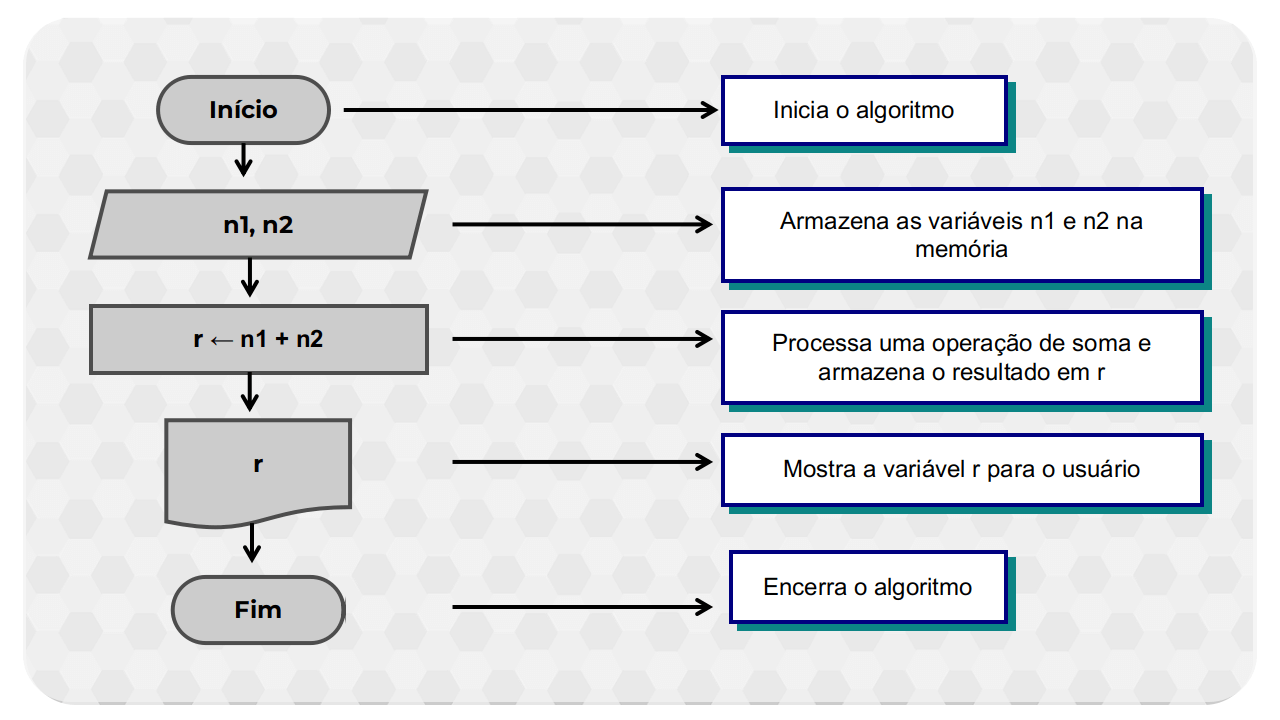 Início
Inicia o algoritmo
n1, n2
Armazena as variáveis n1 e n2 na
memória
r ← n1 + n2
Processa uma operação de soma e
armazena o resultado em r
r
Mostra a variável r para o usuário
Fim
Encerra o algoritmo